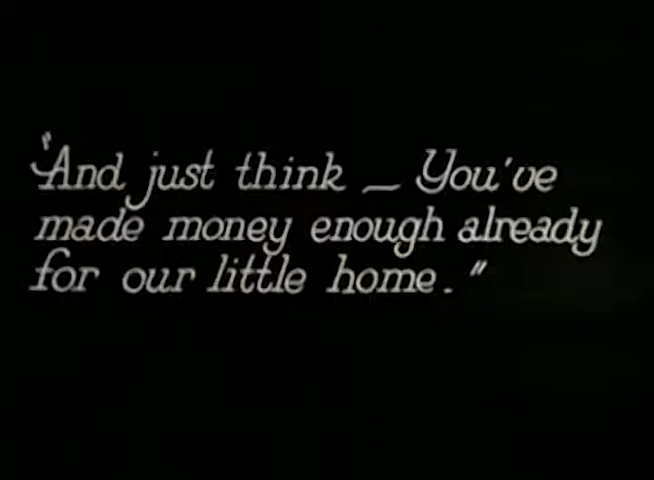 "And just think — You've
made money enough already
for our little home."